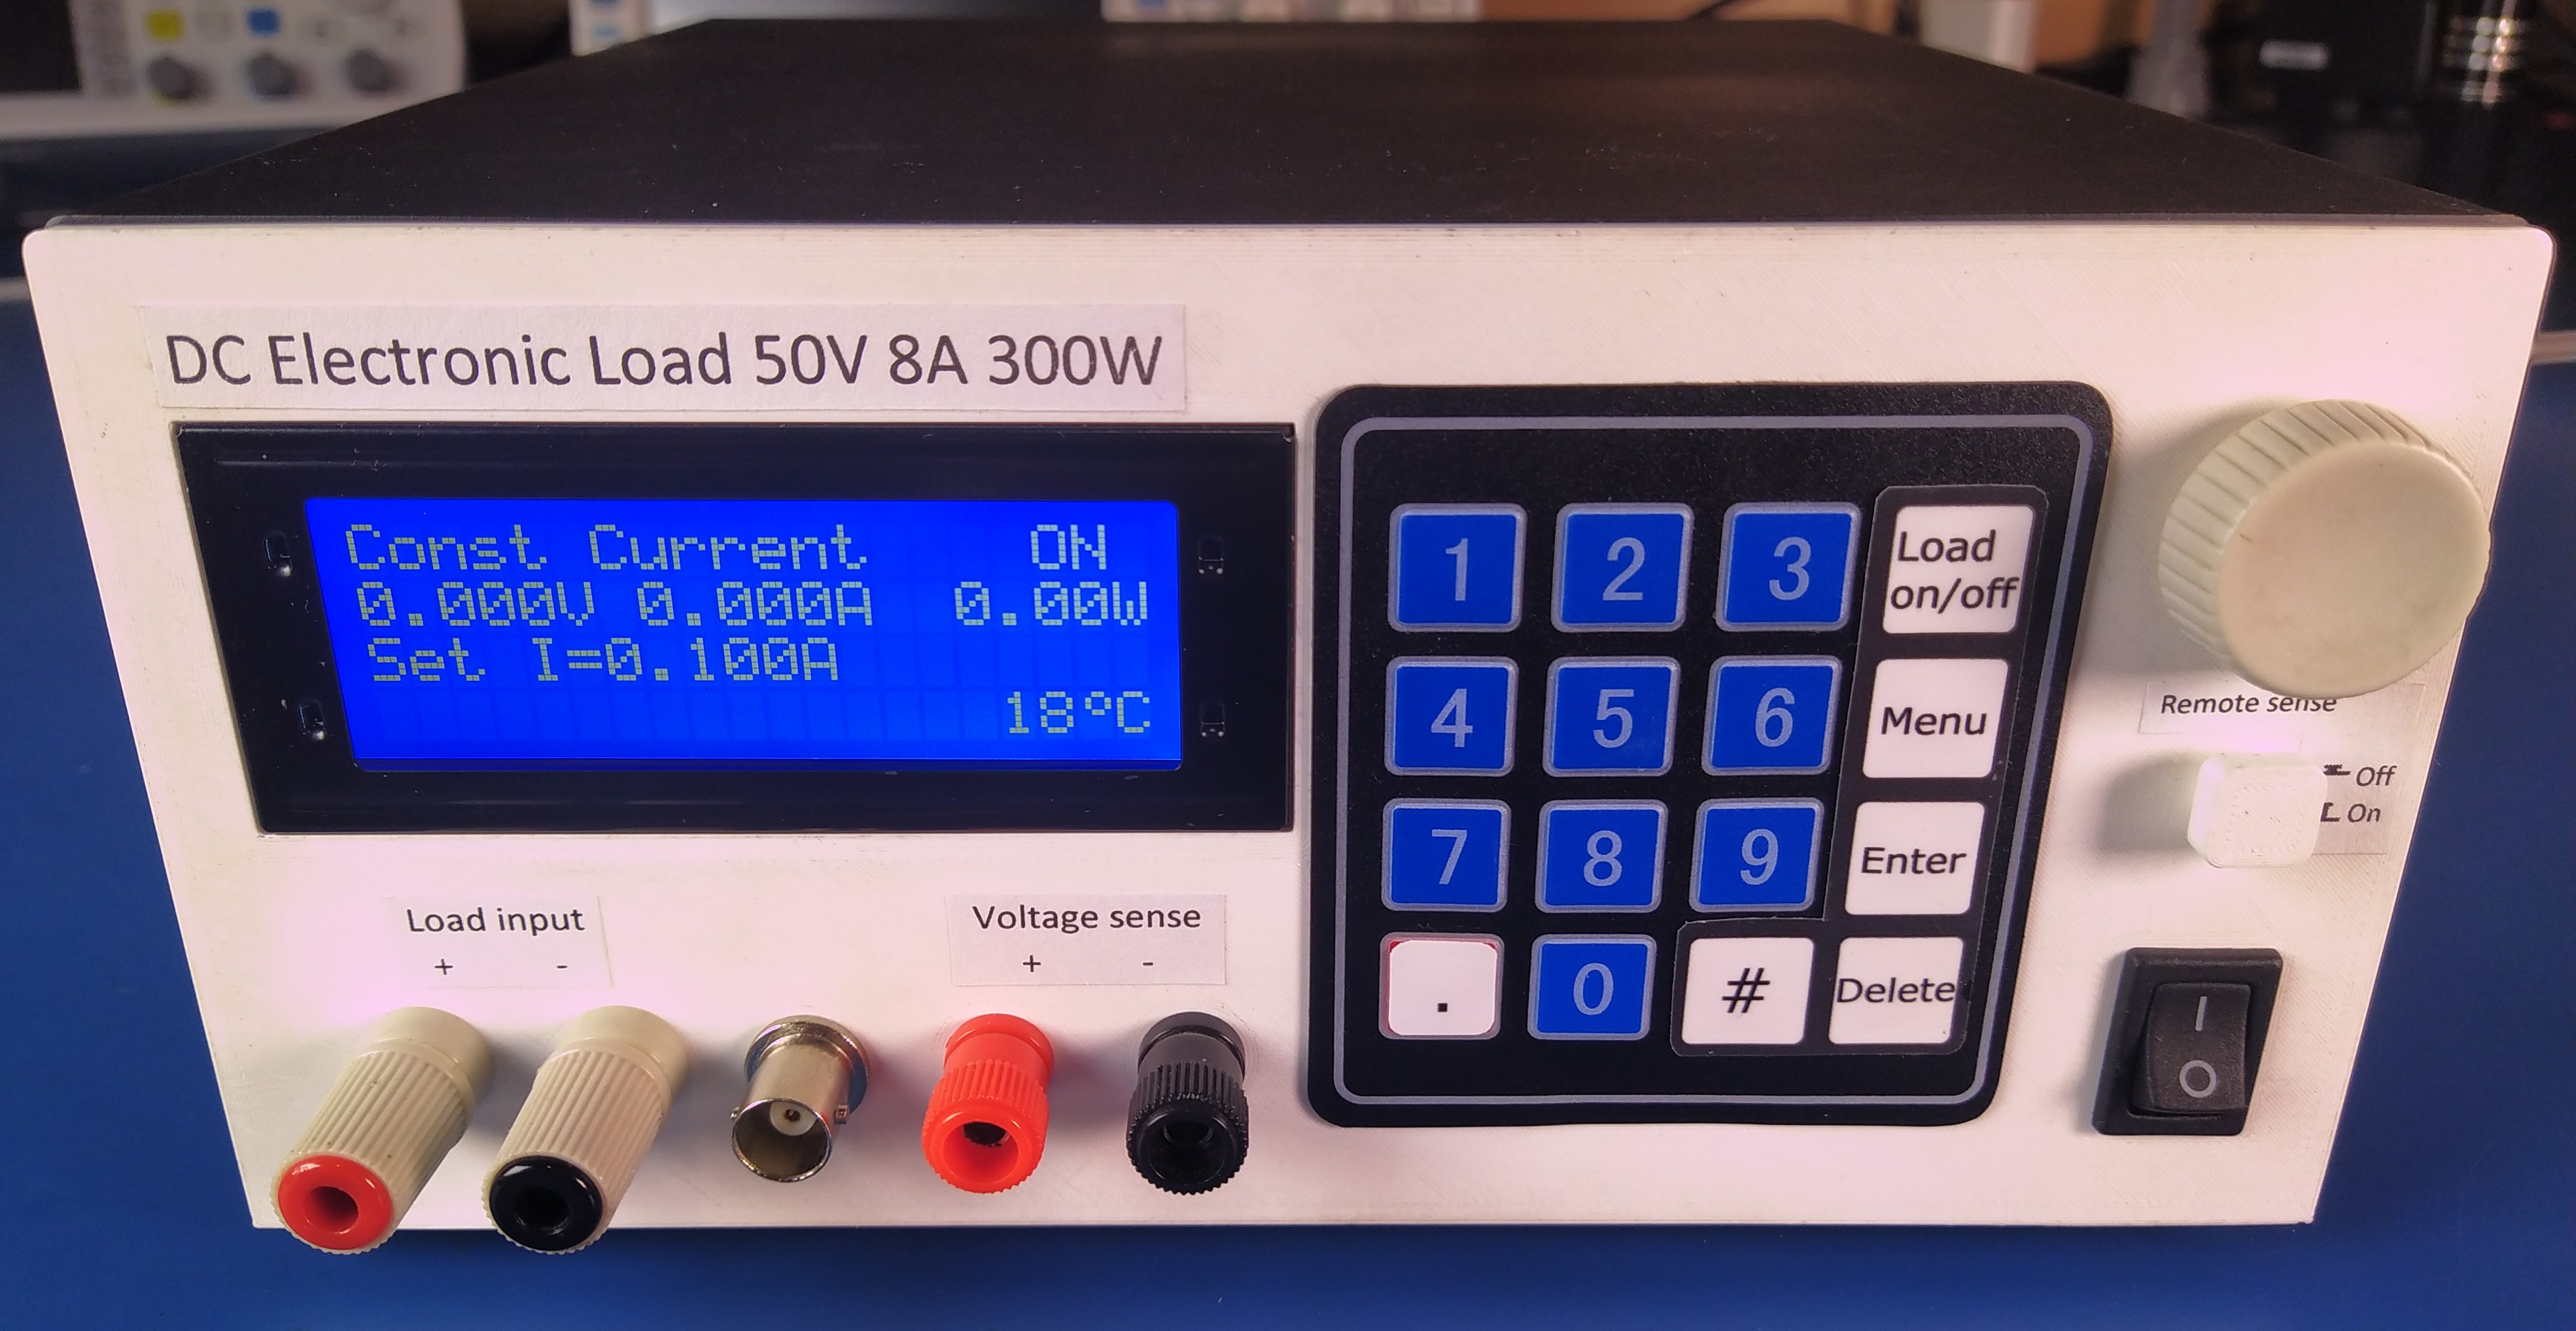 DC Electronic Load 50V 8A 300W
Const Current ON
0.000V 0.000A 0.00W
Set I=0.100A
18°C
1 2 3 Load on/off
4 5 6 Menu
7 8 9 Enter
. 0 # Delete
Remote sense
Off
On
Load input
+ -
Voltage sense
+ -
I
O